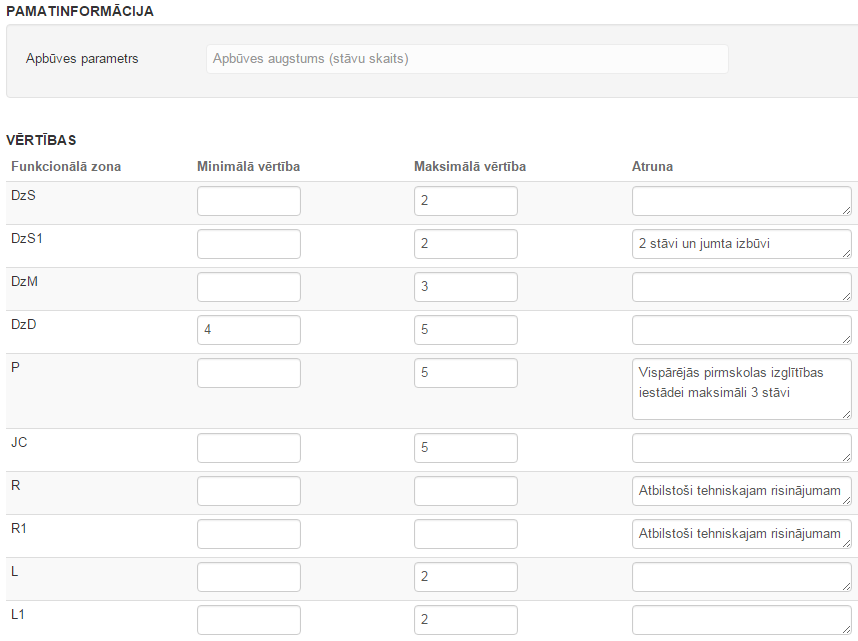 PAMATINFORMĀCIJA
Apbūves parametrs Apbūves augstums (stāvu skaits)
VĒRTĪBAS
Funkcionālā zona Minimālā vērtība Maksimālā vērtība Atruna
DzS 2
DzS1 2 2 stāvi un jumta izbūvi
DzM 3
DzD 4 5
P 5 Vispārējās pirmskolas izglītības
iestādei maksimāli 3 stāvi
JC 5
R Atbilstoši tehniskajam risinājumam
R1 Atbilstoši tehniskajam risinājumam
L 2
L1 2